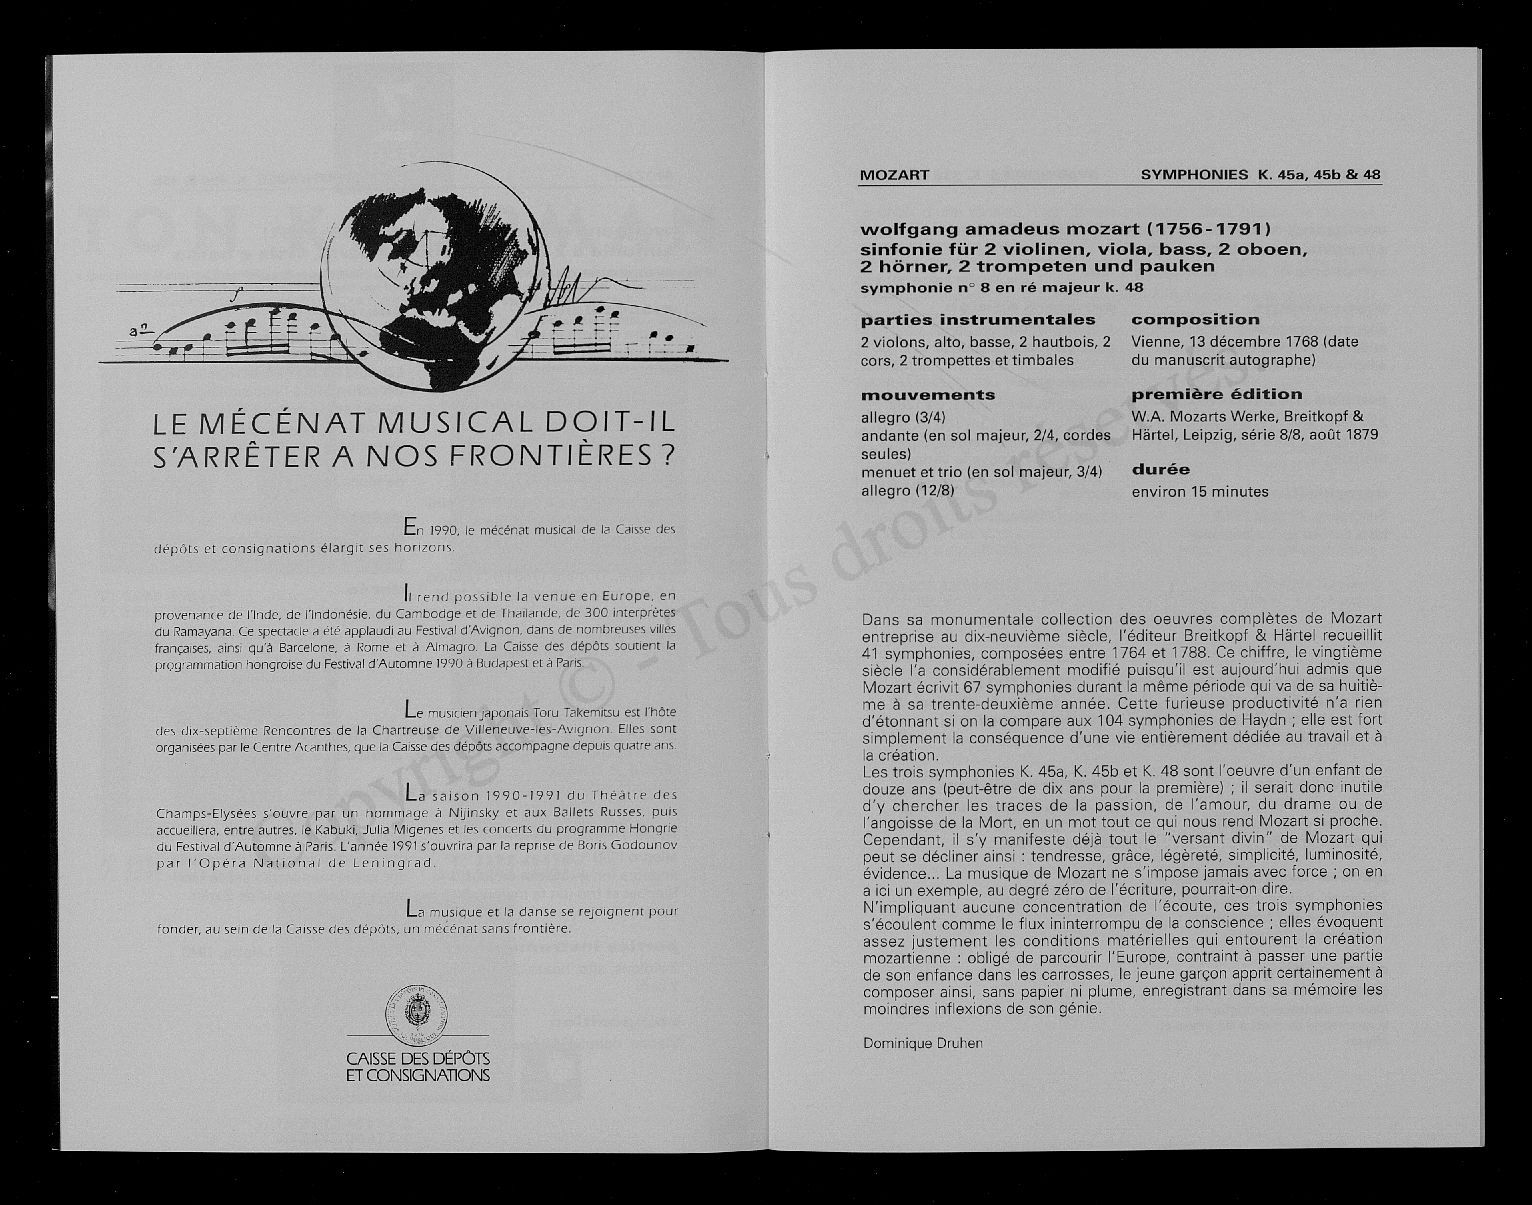 f
a n
LE MÉCÉNAT MUSICAL DOIT-IL
S'ARRÊTER A NOS FRONTIÈRES ?
En 1990, le mécénat musical de la Caisse des
dépôts et consignations élargit ses horizons.
Il rend possible la venue en Europe, en
provenance de l'Inde, de l'Indonésie, du Cambodge et de Thaïlande, de 300 interprètes
du Ramayana. Ce spectacle a été applaudi au Festival d'Avignon, dans de nombreuses villes
françaises, ainsi qu'à Barcelone, à Rome et à Almagro. La Caisse des dépôts soutient la
programmation hongroise du Festival d'Automne 1990 à Budapest et à Paris.
Le musicien japonais Toru Takemitsu est l'hôte
des dix-septième Rencontres de la Chartreuse de Villeneuve-les-Avignon. Elles sont
organisées par le Centre Acanthes, que la Caisse des dépôts accompagne depuis quatre ans.
La saison 1990-1991 du Théâtre des
Champs-Elysées s'ouvre par un hommage à Nijinsky et aux Ballets Russes, puis
accueillera, entre autres, le Kabuki, Julia Migenes et les concerts du programme Hongrie
du Festival d'Automne à Paris. L'année 1991 s'ouvrira par la reprise de Boris Godounov
par l'Opéra National de Leningrad.
La musique et la danse se rejoignent pour
fonder, au sein de la Caisse des dépôts, un mécénat sans frontière.
CAISSE DES DÉPÔTS
ET CONSIGNATIONS
MOZART SYMPHONIES K. 45a, 45b & 48
wolfgang amadeus mozart (1756-1791)
sinfonie für 2 violinen, viola, bass, 2 oboen,
2 hörner, 2 trompeten und pauken
symphonie n° 8 en ré majeur k. 48
parties instrumentales
2 violons, alto, basse, 2 hautbois, 2
cors, 2 trompettes et timbales
mouvements
allegro (3/4)
andante (en sol majeur, 2/4, cordes
seules)
menuet et trio (en sol majeur, 3/4)
allegro (12/8)
composition
Vienne, 13 décembre 1768 (date
du manuscrit autographe)
première édition
W.A. Mozarts Werke, Breitkopf &
Härtel, Leipzig, série 8/8, août 1879
durée
environ 15 minutes
Dans sa monumentale collection des oeuvres complètes de Mozart
entreprise au dix-neuvième siècle, l'éditeur Breitkopf & Härtel recueillit
41 symphonies, composées entre 1764 et 1788. Ce chiffre, le vingtième
siècle l'a considérablement modifié puisqu'il est aujourd'hui admis que
Mozart écrivit 67 symphonies durant la même période qui va de sa huitiè-
me à sa trente-deuxième année. Cette furieuse productivité n'a rien
d'étonnant si on la compare aux 104 symphonies de Haydn ; elle est fort
simplement la conséquence d'une vie entièrement dédiée au travail et à
la création.
Les trois symphonies K. 45a, K. 45b et K. 48 sont l'oeuvre d'un enfant de
douze ans (peut-être de dix ans pour la première) ; il serait donc inutile
d'y chercher les traces de la passion, de l'amour, du drame ou de
l'angoisse de la Mort, en un mot tout ce qui nous rend Mozart si proche.
Cependant, il s'y manifeste déjà tout le "versant divin" de Mozart qui
peut se décliner ainsi : tendresse, grâce, légèreté, simplicité, luminosité,
évidence... La musique de Mozart ne s'impose jamais avec force ; on en
a ici un exemple, au degré zéro de l'écriture, pourrait-on dire.
N'impliquant aucune concentration de l'écoute, ces trois symphonies
s'écoulent comme le flux ininterrompu de la conscience ; elles évoquent
assez justement les conditions matérielles qui entourent la création
mozartienne : obligé de parcourir l'Europe, contraint à passer une partie
de son enfance dans les carrosses, le jeune garçon apprit certainement à
composer ainsi, sans papier ni plume, enregistrant dans sa mémoire les
moindres inflexions de son génie.
Dominique Druhen
opyright © - Tous droits réservés